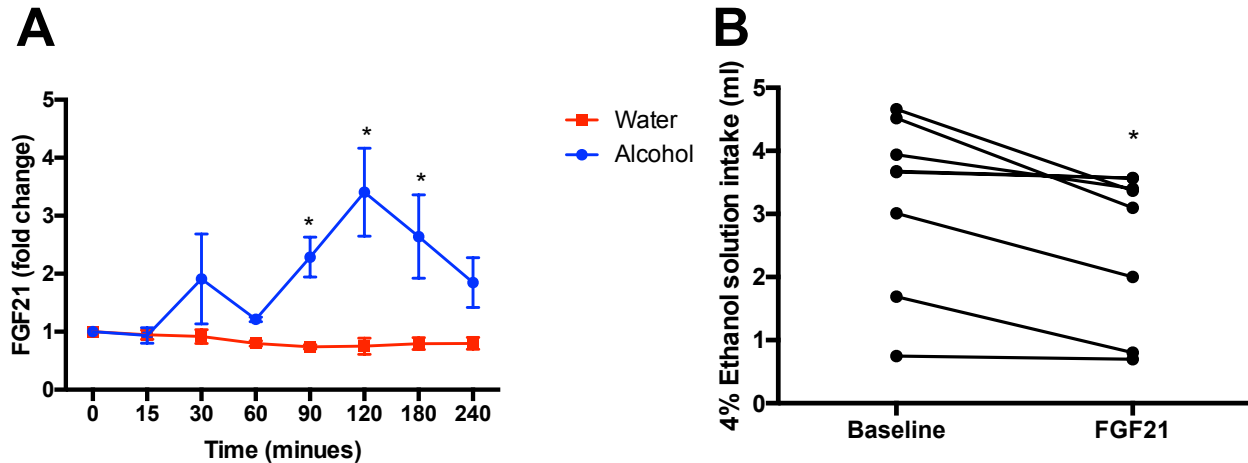 A
FGF21 (fold change)
5
4
3
2
1
0
*
*
*
0 15 30 60 90 120 180 240
Time (minues)
Water
Alcohol
B
4% Ethanol solution intake (ml)
5
4
3
2
1
0
*
Baseline FGF21